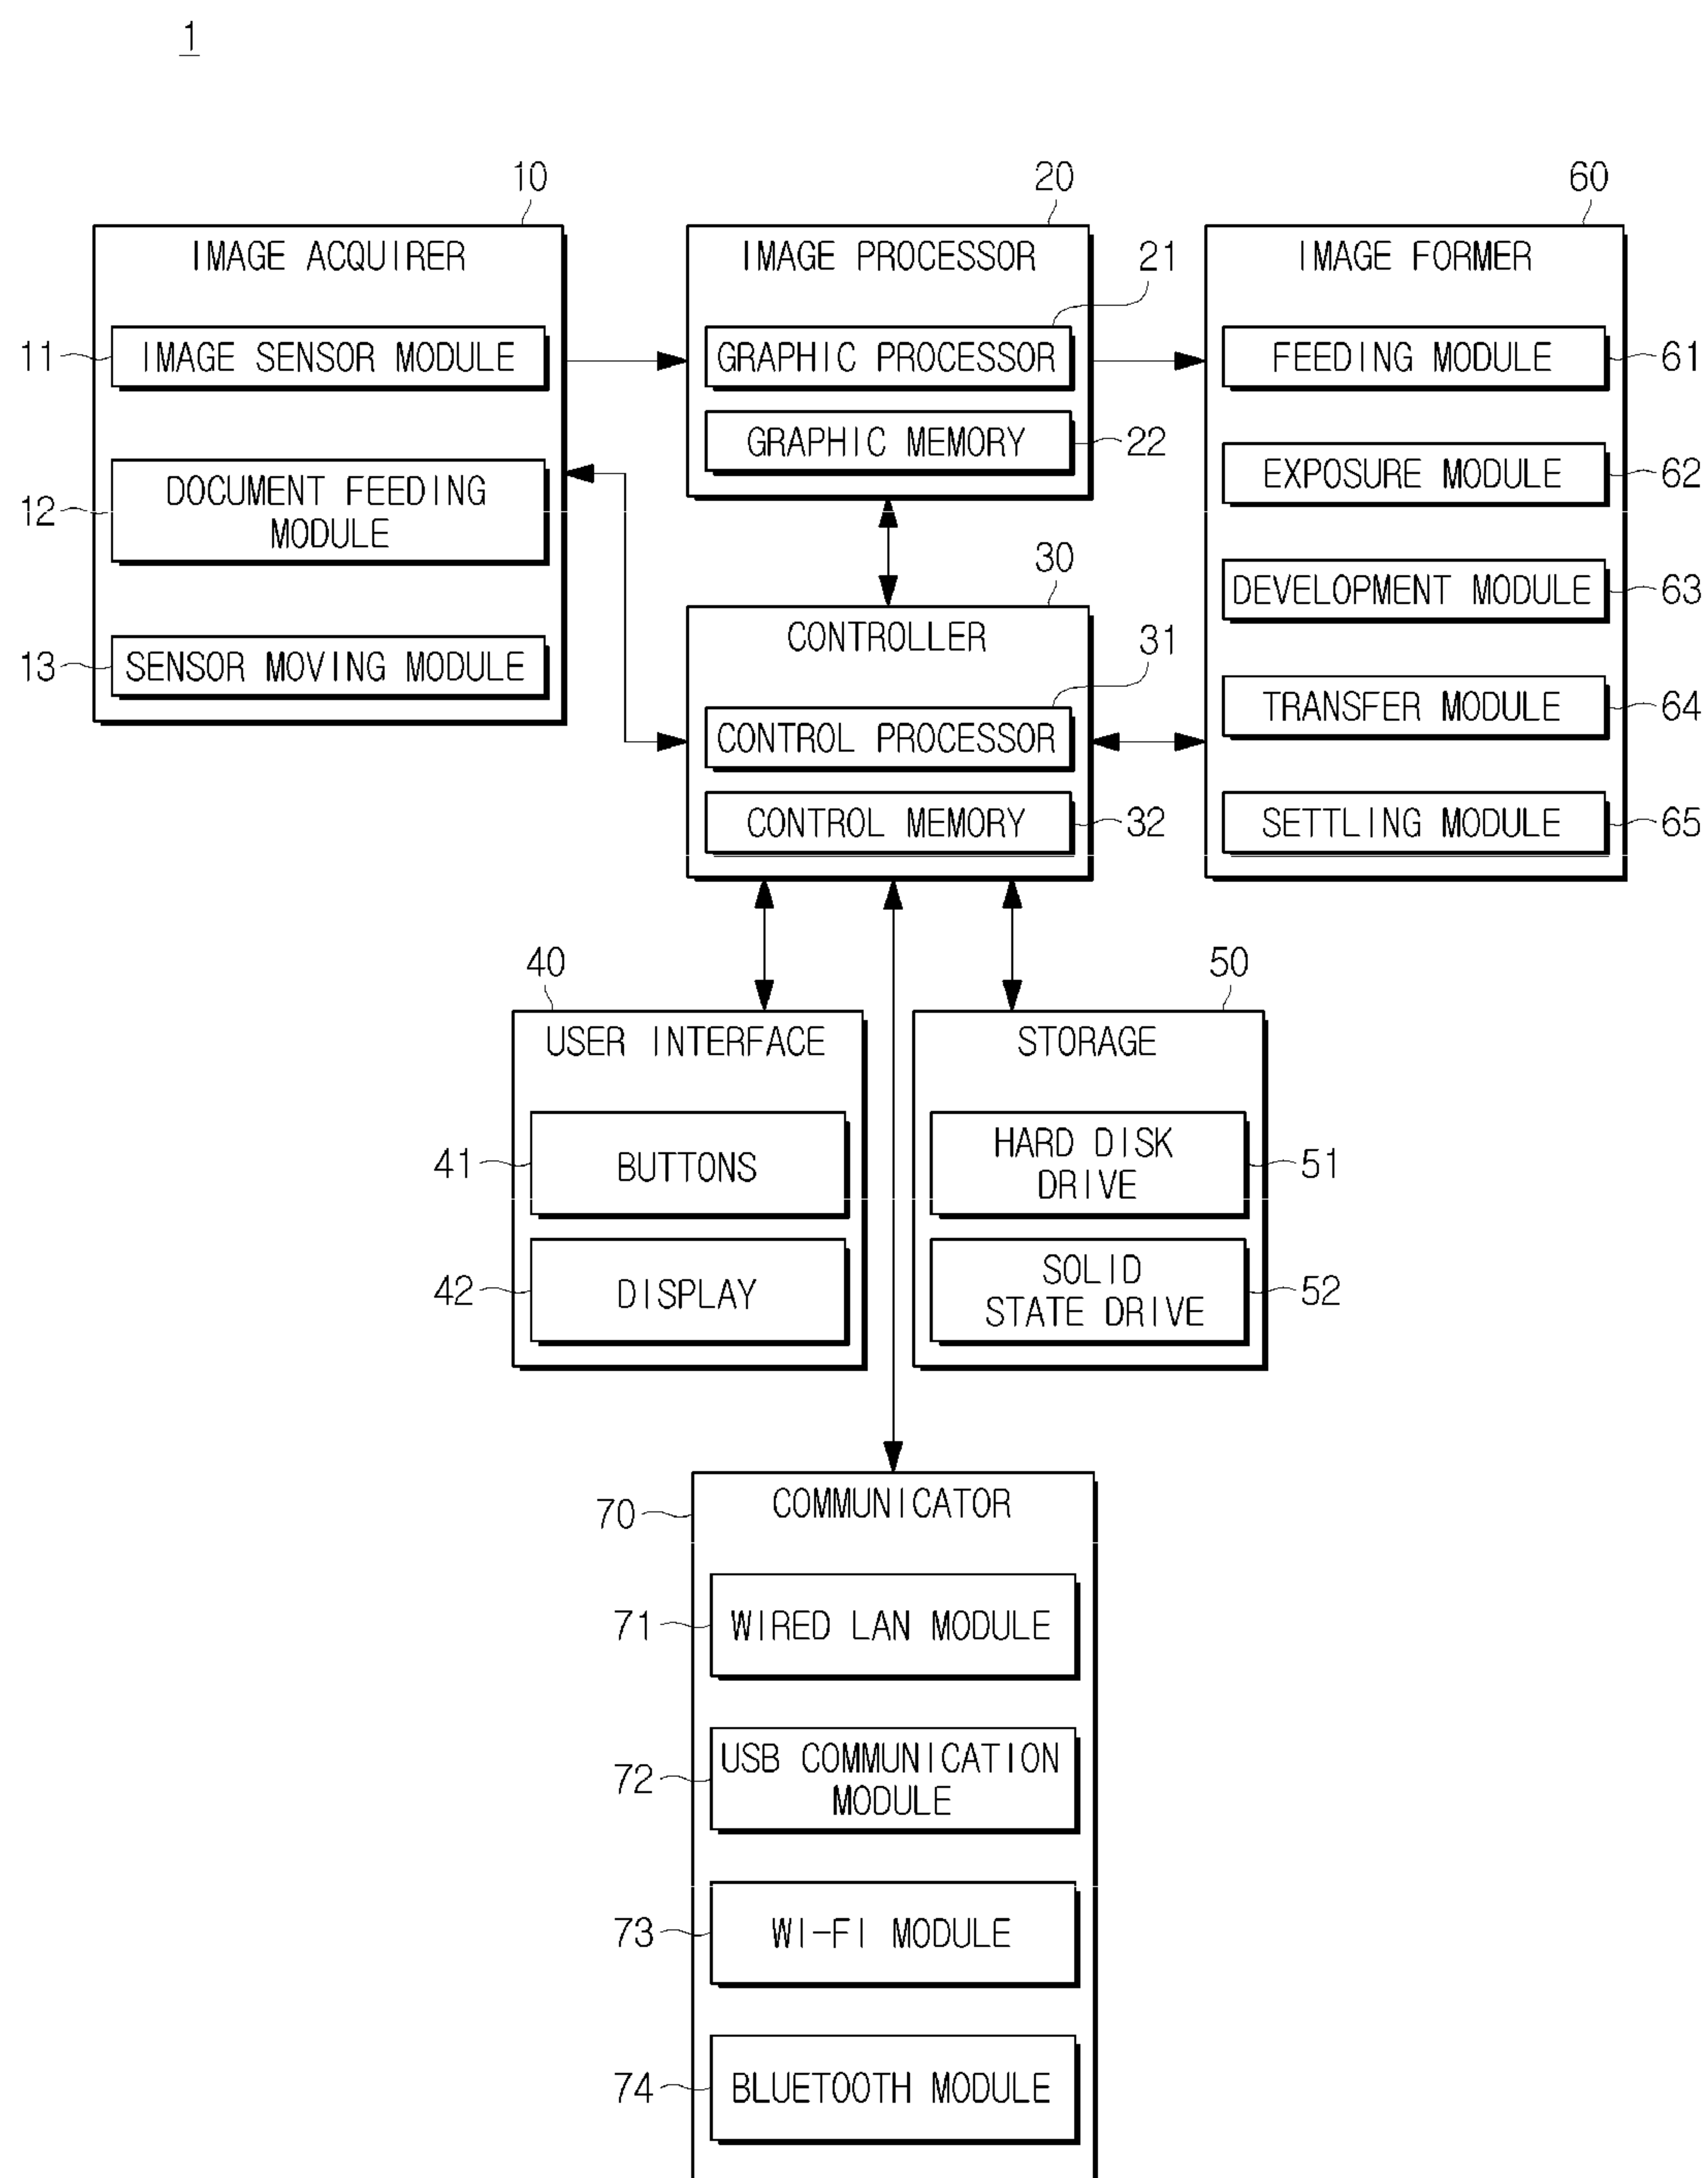 1
10
IMAGE ACQUIRER
11
IMAGE SENSOR MODULE
12
DOCUMENT FEEDING
MODULE
13
SENSOR MOVING MODULE
20
IMAGE PROCESSOR
21
GRAPHIC PROCESSOR
GRAPHIC MEMORY
22
30
CONTROLLER
31
CONTROL PROCESSOR
CONTROL MEMORY
32
60
IMAGE FORMER
FEEDING MODULE
61
EXPOSURE MODULE
62
DEVELOPMENT MODULE
63
TRANSFER MODULE
64
SETTLING MODULE
65
40
USER INTERFACE
41
BUTTONS
42
DISPLAY
50
STORAGE
HARD DISK
DRIVE
51
SOLID
STATE DRIVE
52
70
COMMUNICATOR
71
WIRED LAN MODULE
72
USB COMMUNICATION
MODULE
73
WI-FI MODULE
74
BLUETOOTH MODULE